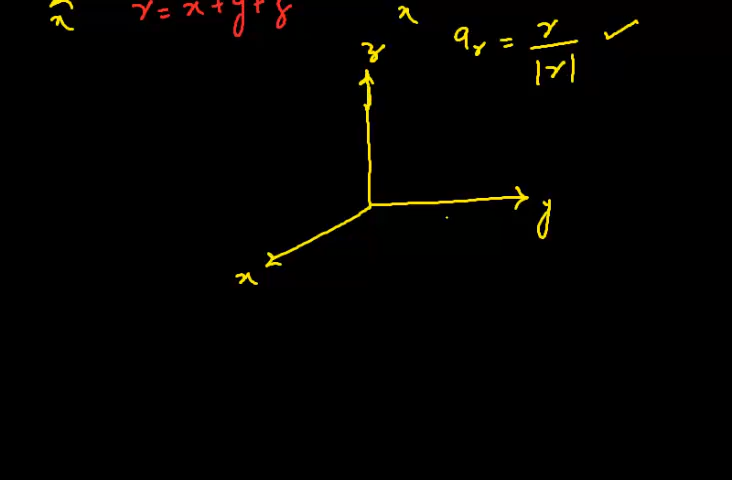 x̂ r = x + y + z x
a_r = r / |r| ✓
z
y
x